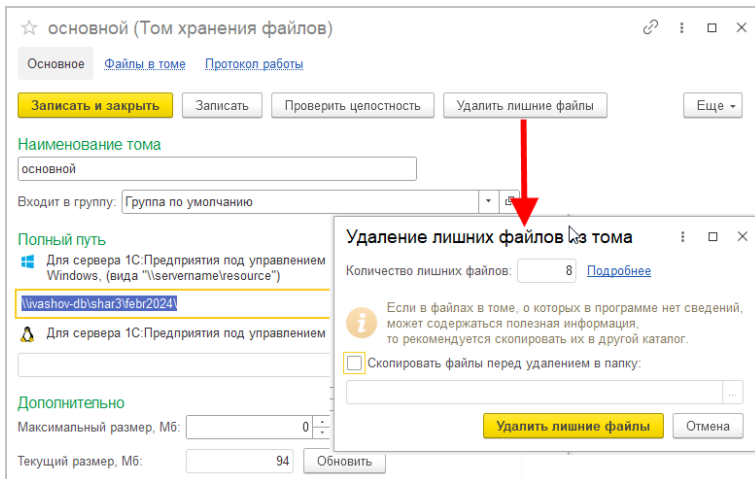 основной (Том хранения файлов)
Основное Файлы в томе Протокол работы
Записать и закрыть Записать Проверить целостность Удалить лишние файлы Еще
Наименование тома
основной
Входит в группу: Группа по умолчанию
Полный путь
Для сервера 1С:Предприятия под управлением
Windows, (вида "\\servername\resource")
\\ivashov-db\shar3\febr2024\
Для сервера 1С:Предприятия под управлением
Дополнительно
Максимальный размер, Мб: 0
Текущий размер, Мб: 94 Обновить
Удаление лишних файлов из тома
Количество лишних файлов: 8 Подробнее
Если в файлах в томе, о которых в программе нет сведений,
может содержаться полезная информация,
то рекомендуется скопировать их в другой каталог.
Скопировать файлы перед удалением в папку:
...
Удалить лишние файлы Отмена